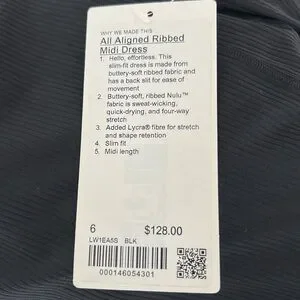 WHY WE MADE THIS
All Aligned Ribbed
Midi Dress
1. Hello, effortless. This
slim-fit dress is made from
buttery-soft ribbed fabric and
has a back slit for ease of
movement
2. Buttery-soft, ribbed Nulu™
fabric is sweat-wicking,
quick-drying, and four-way
stretch
3. Added Lycra® fibre for stretch
and shape retention
4. Slim fit
5. Midi length
6 $128.00
LW1EA6S BLK
000146054301